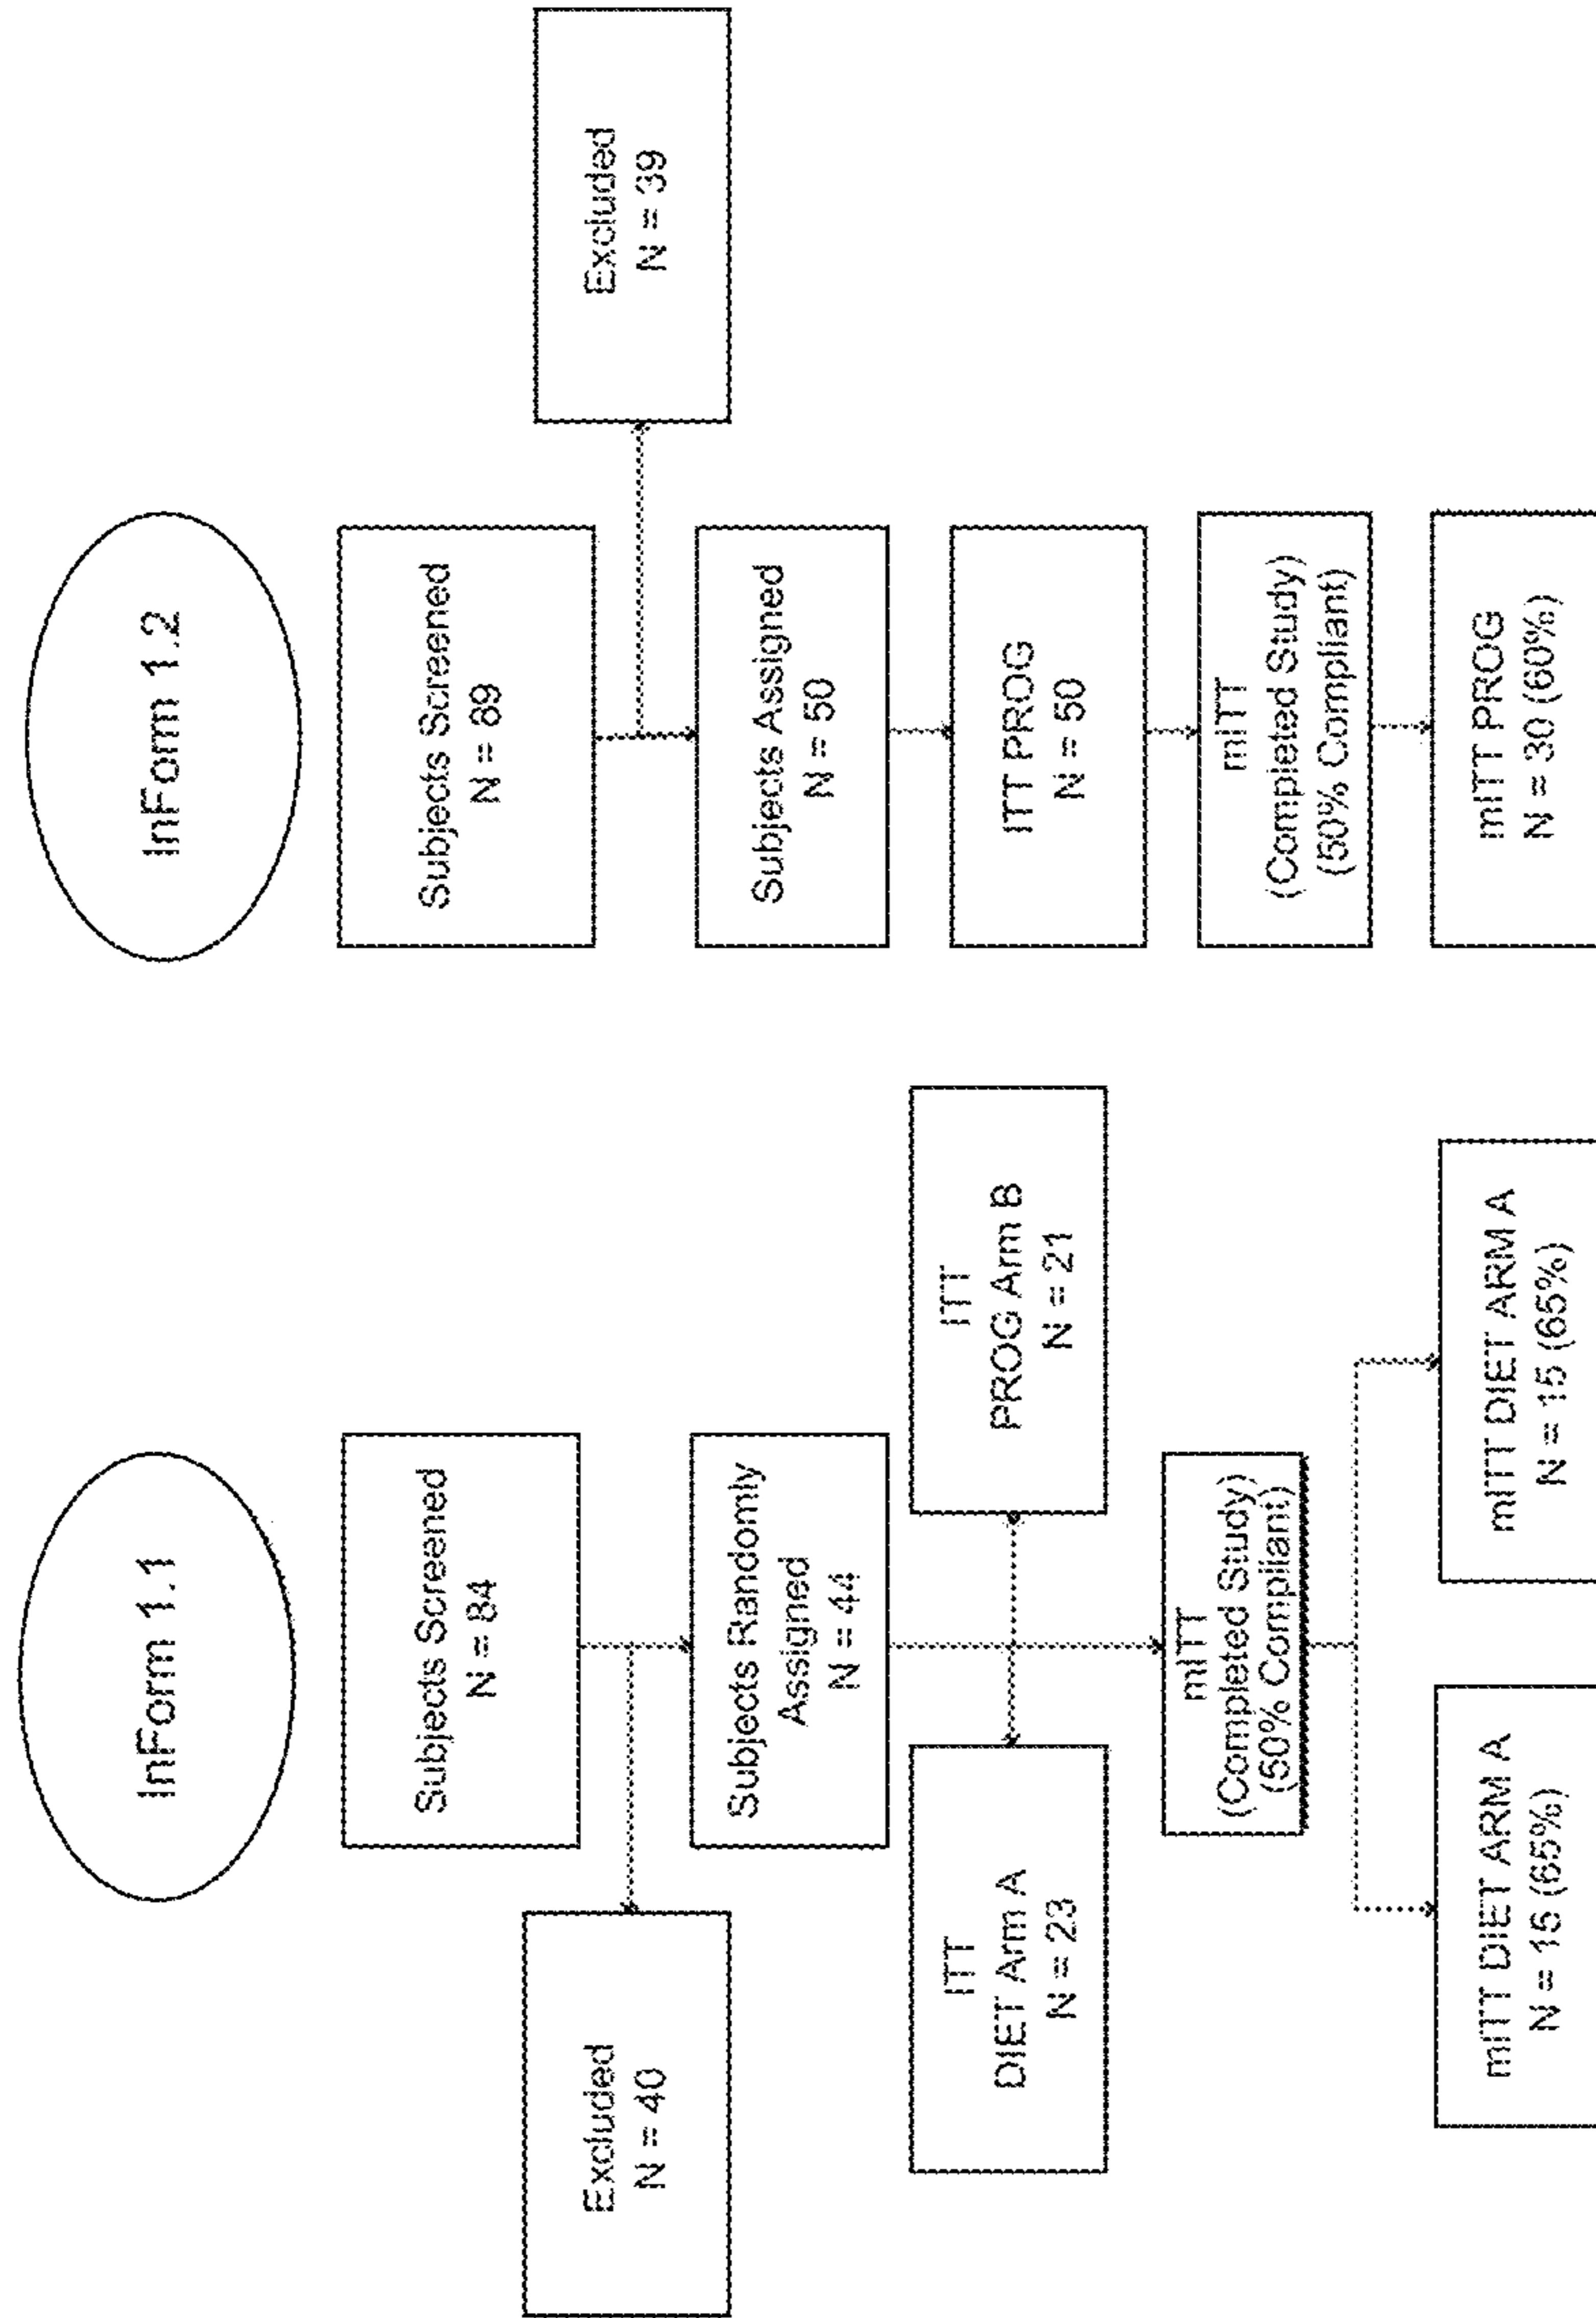 InForm 1.1
Subjects Screened
N = 84
Excluded
N = 40
Subjects Randomly
Assigned
N = 44
ITT
DIET Arm A
N = 23
ITT
PROG Arm B
N = 21
mITT
(Completed Study)
(50% Compliant)
mITT DIET ARM A
N = 15 (65%)
mITT DIET ARM A
N = 15 (65%)
InForm 1.2
Subjects Screened
N = 89
Excluded
N = 39
Subjects Assigned
N = 50
ITT PROG
N = 50
mITT
(Completed Study)
(50% Compliant)
mITT PROG
N = 30 (60%)